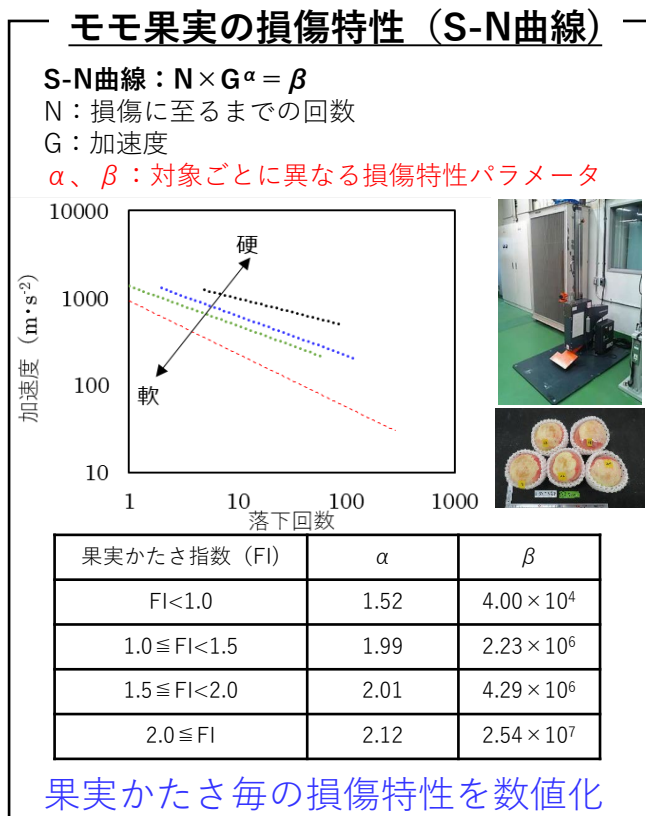 モモ果実の損傷特性（S-N曲線）
S-N曲線：N×Gᵅ＝β
N：損傷に至るまでの回数
G：加速度
α、β：対象ごとに異なる損傷特性パラメータ
加速度（m･s⁻²）
10000
1000
100
10
硬
軟
1
10
100
1000
落下回数
果実かたさ指数（FI） α β
FI<1.0 1.52 4.00×10⁴
1.0≦FI<1.5 1.99 2.23×10⁶
1.5≦FI<2.0 2.01 4.29×10⁶
2.0≦FI 2.12 2.54×10⁷
果実かたさ毎の損傷特性を数値化